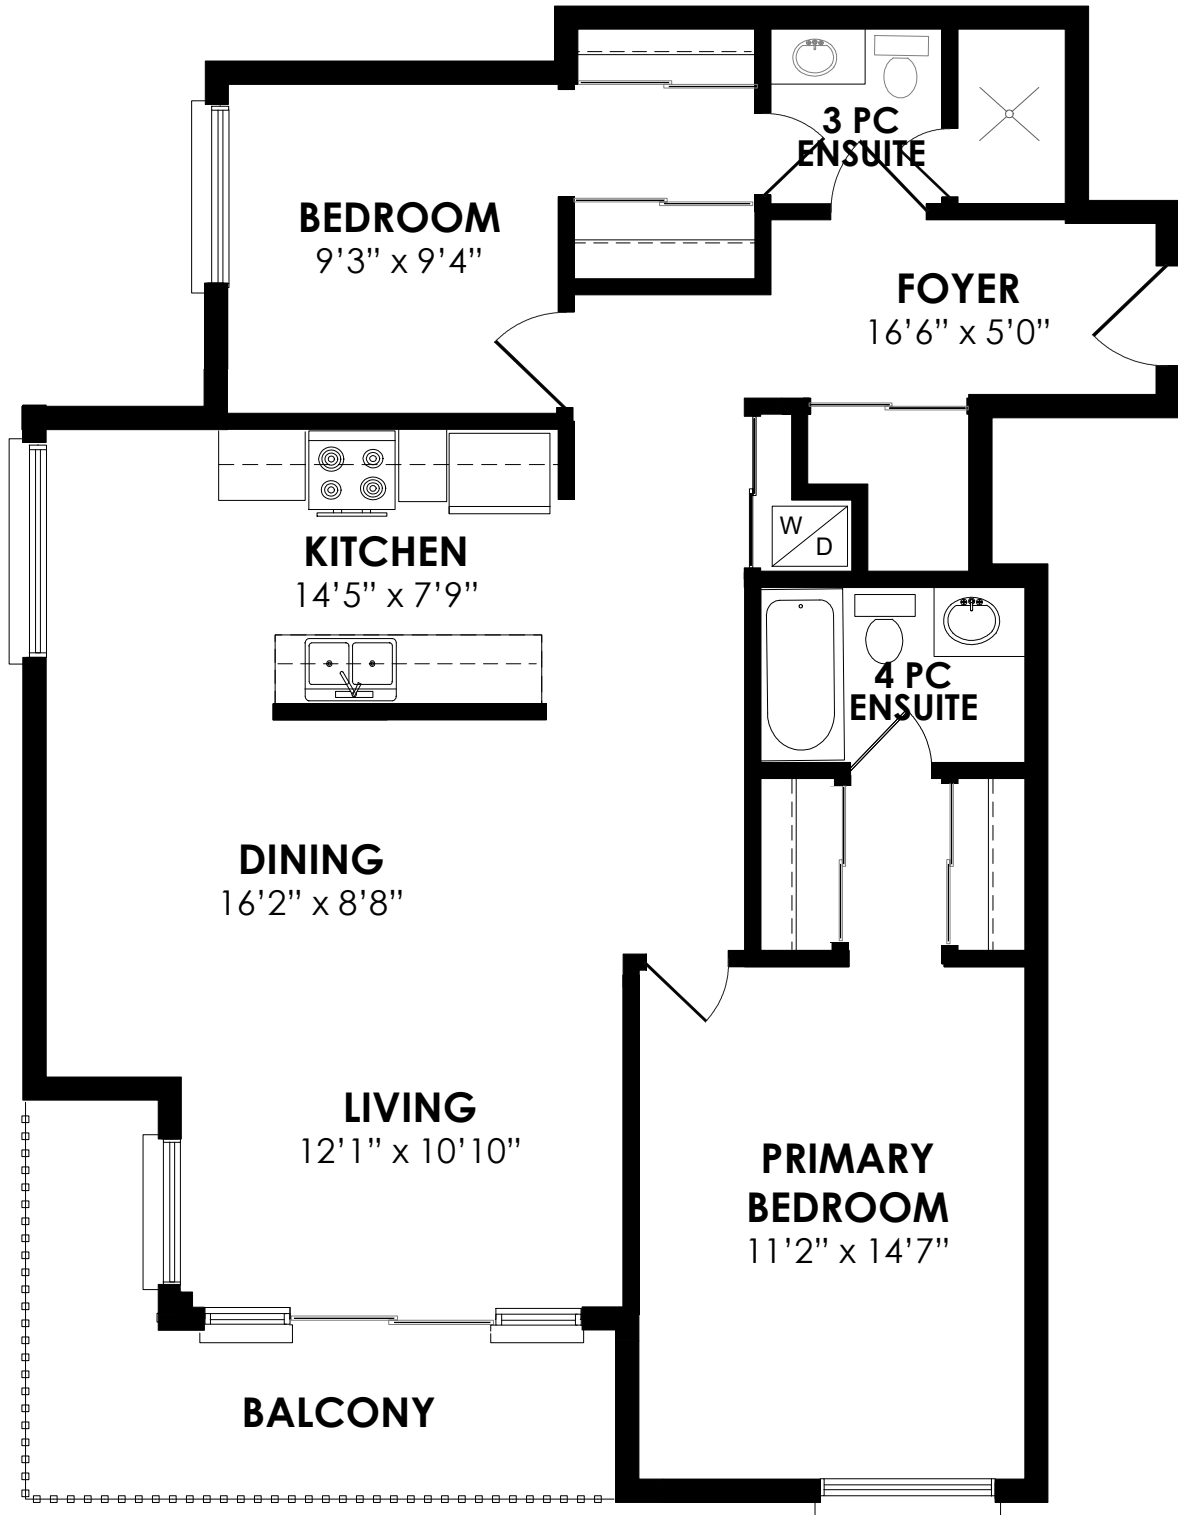 3 PC
ENSUITE
BEDROOM
9’3” x 9’4”
FOYER
16’6” x 5’0”
W
D
KITCHEN
14’5” x 7’9”
4 PC
ENSUITE
DINING
16’2” x 8’8”
LIVING
12’1” x 10’10”
PRIMARY
BEDROOM
11’2” x 14’7”
BALCONY